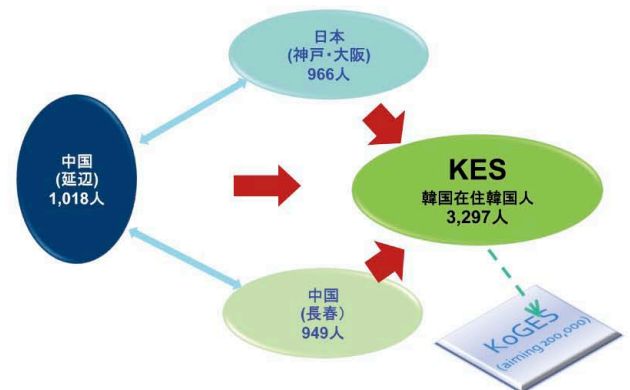 日本
(神戸・大阪)
966人
中国
(延辺)
1,018人
KES
韓国在住韓国人
3,297人
中国
(長春)
949人
KoGES
(aiming 200,000)